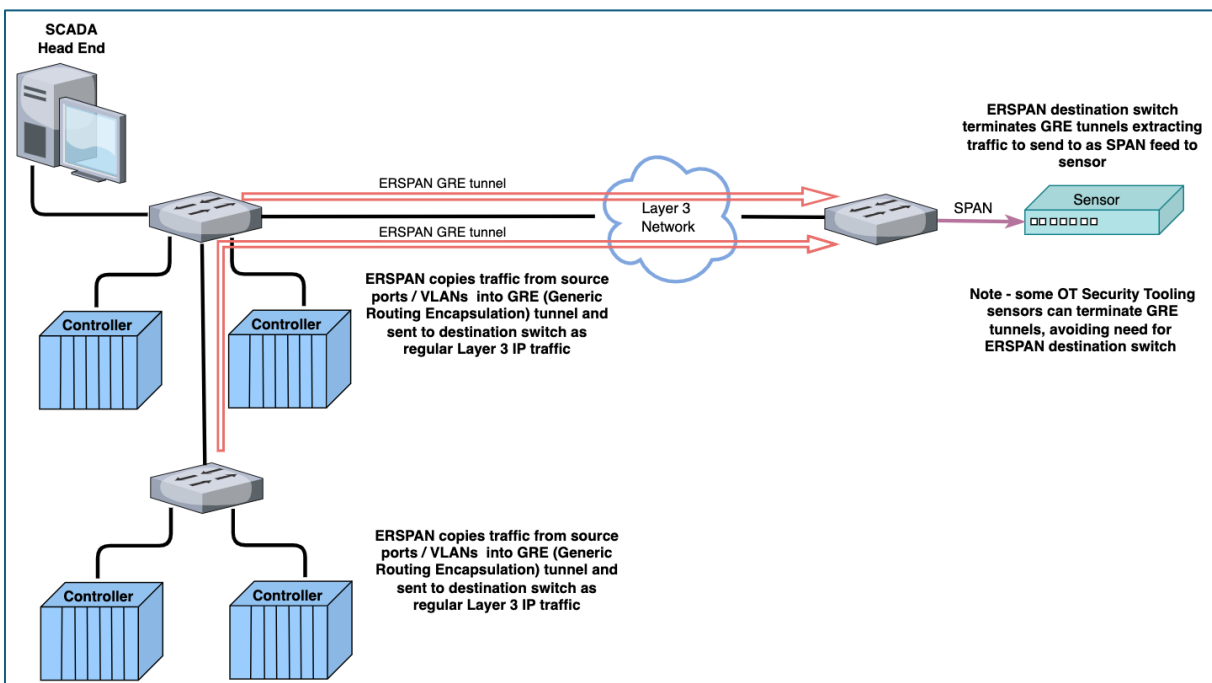 SCADA
Head End
ERSPAN destination switch
terminates GRE tunnels extracting
traffic to send to as SPAN feed to
sensor
ERSPAN GRE tunnel
Layer 3
Network
SPAN
Sensor
ERSPAN GRE tunnel
ERSPAN copies traffic from source
ports / VLANs into GRE (Generic
Routing Encapsulation) tunnel and
sent to destination switch as
regular Layer 3 IP traffic
Note - some OT Security Tooling
sensors can terminate GRE
tunnels, avoiding need for
ERSPAN destination switch
Controller
Controller
ERSPAN copies traffic from source
ports / VLANs into GRE (Generic
Routing Encapsulation) tunnel and
sent to destination switch as
regular Layer 3 IP traffic
Controller
Controller